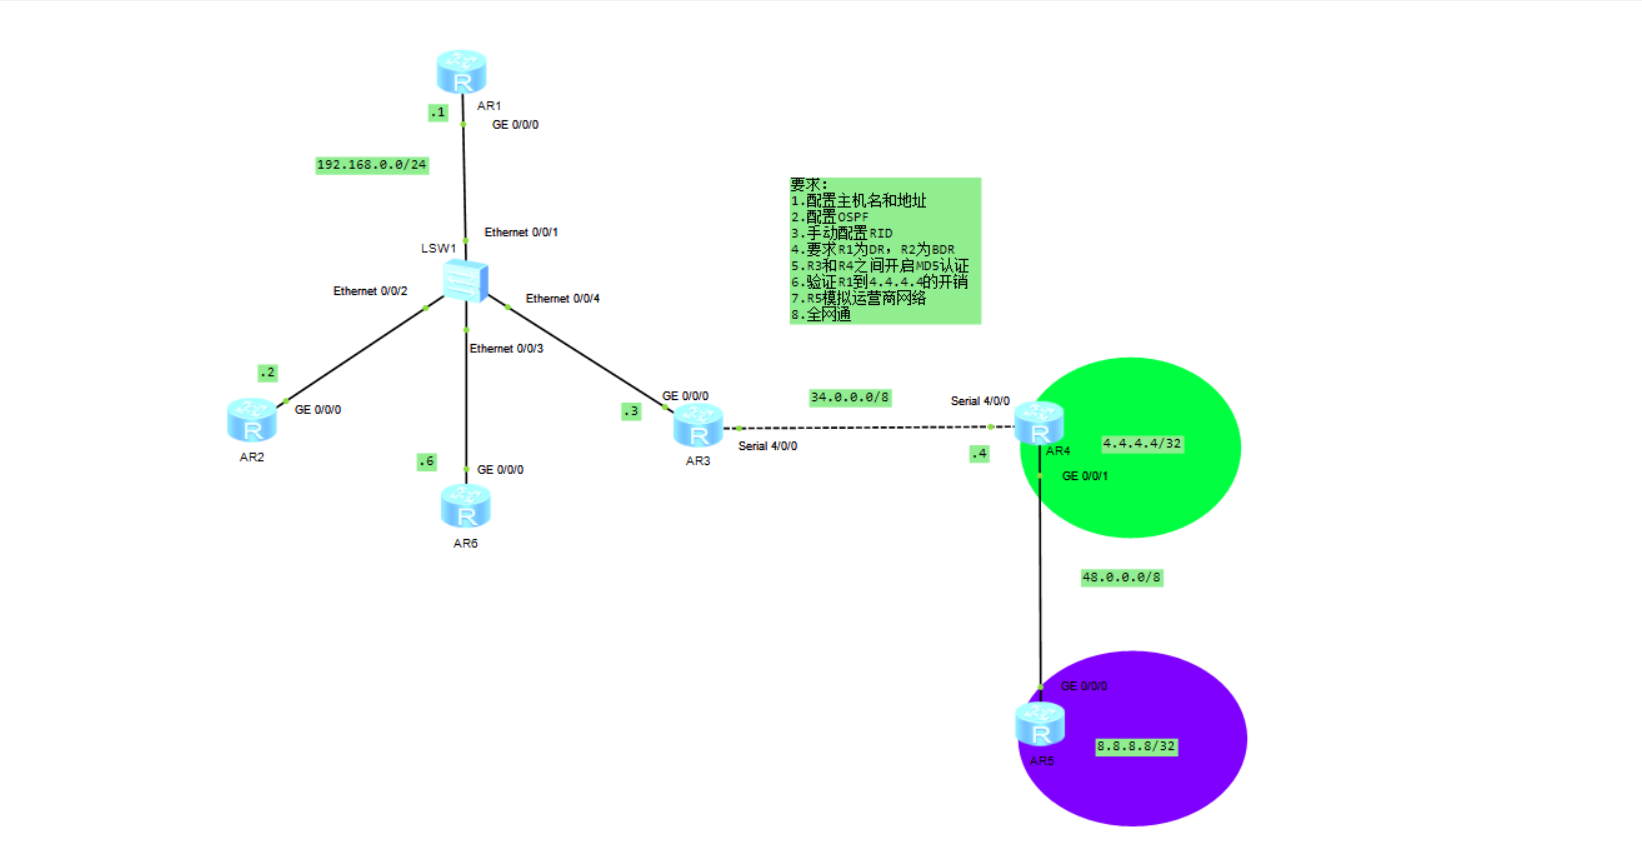 R
AR1
.1
GE 0/0/0
192.168.0.0/24
要求:
1.配置主机名和地址
2.配置OSPF
3.手动配置RID
4.要求R1为DR，R2为BDR
5.R3和R4之间开启MD5认证
6.验证R1到4.4.4.4的开销
7.R5模拟运营商网络
8.全网通
Ethernet 0/0/1
LSW1
Ethernet 0/0/2
Ethernet 0/0/4
Ethernet 0/0/3
.2
GE 0/0/0
R
AR2
.6
GE 0/0/0
R
AR6
GE 0/0/0
.3
R
AR3
Serial 4/0/0
34.0.0.0/8
Serial 4/0/0
.4
R
AR4
4.4.4.4/32
GE 0/0/1
48.0.0.0/8
GE 0/0/0
R
AR5
8.8.8.8/32